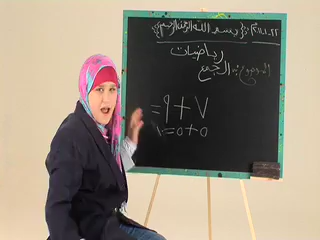 بسم الله الرحمن الرحيم
رياضيات
الموضوع: الجمع
٧ + ٩ =
٥ + ٥ = ١٠